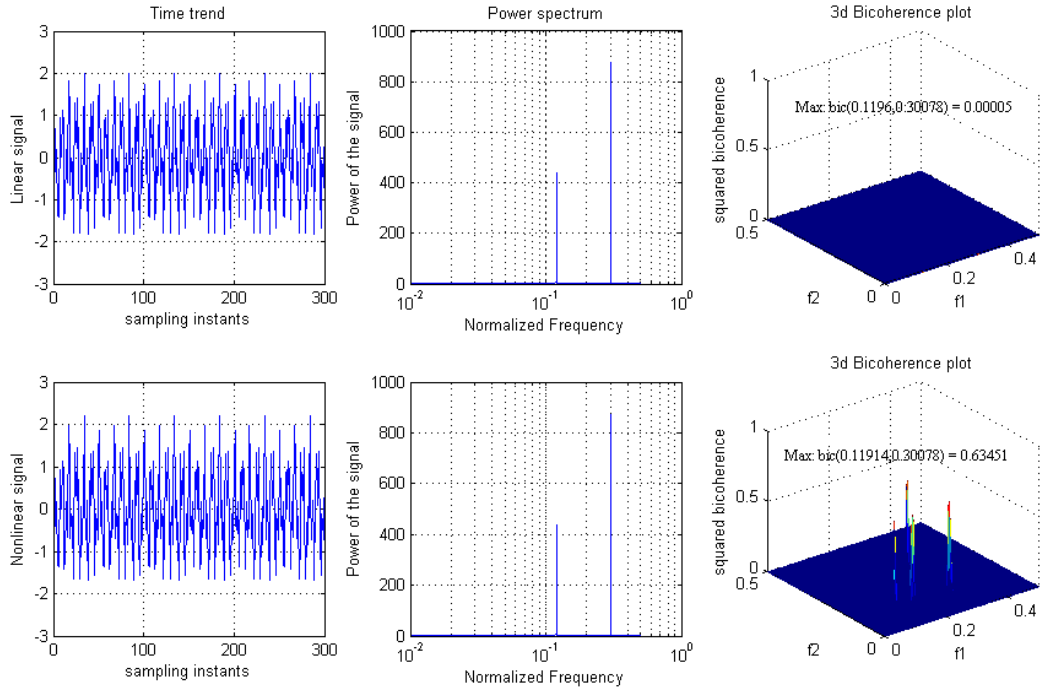 Time trend
Power spectrum
3d Bicoherence plot
Linear signal
3
2
1
0
-1
-2
-3
0
100
200
300
sampling instants
Power of the signal
1000
800
600
400
200
0
10^-2
10^-1
10^0
Normalized Frequency
squared bicoherence
1
0.5
0
Max: bic(0.1196,0.30078) = 0.00005
0.5
f2
0
0
0.2
0.4
f1
3d Bicoherence plot
Nonlinear signal
3
2
1
0
-1
-2
-3
0
100
200
300
sampling instants
Power of the signal
1000
800
600
400
200
0
10^-2
10^-1
10^0
Normalized Frequency
squared bicoherence
1
0.5
0
Max: bic(0.11914,0.30078) = 0.63451
0.5
f2
0
0
0.2
0.4
f1